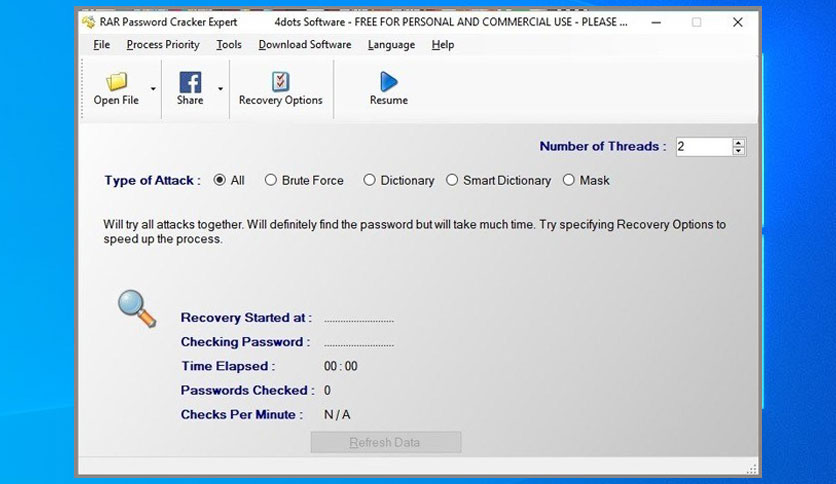 RAR Password Cracker Expert 4dots Software - FREE FOR PERSONAL AND COMMERCIAL USE - PLEASE ...
File Process Priority Tools Download Software Language Help
Open File Share Recovery Options Resume
Number of Threads : 2
Type of Attack : All Brute Force Dictionary Smart Dictionary Mask
Will try all attacks together. Will definitely find the password but will take much time. Try specifying Recovery Options to
speed up the process.
Recovery Started at : ..........................
Checking Password : ..........................
Time Elapsed : 00 : 00
Passwords Checked : 0
Checks Per Minute : N / A
Refresh Data